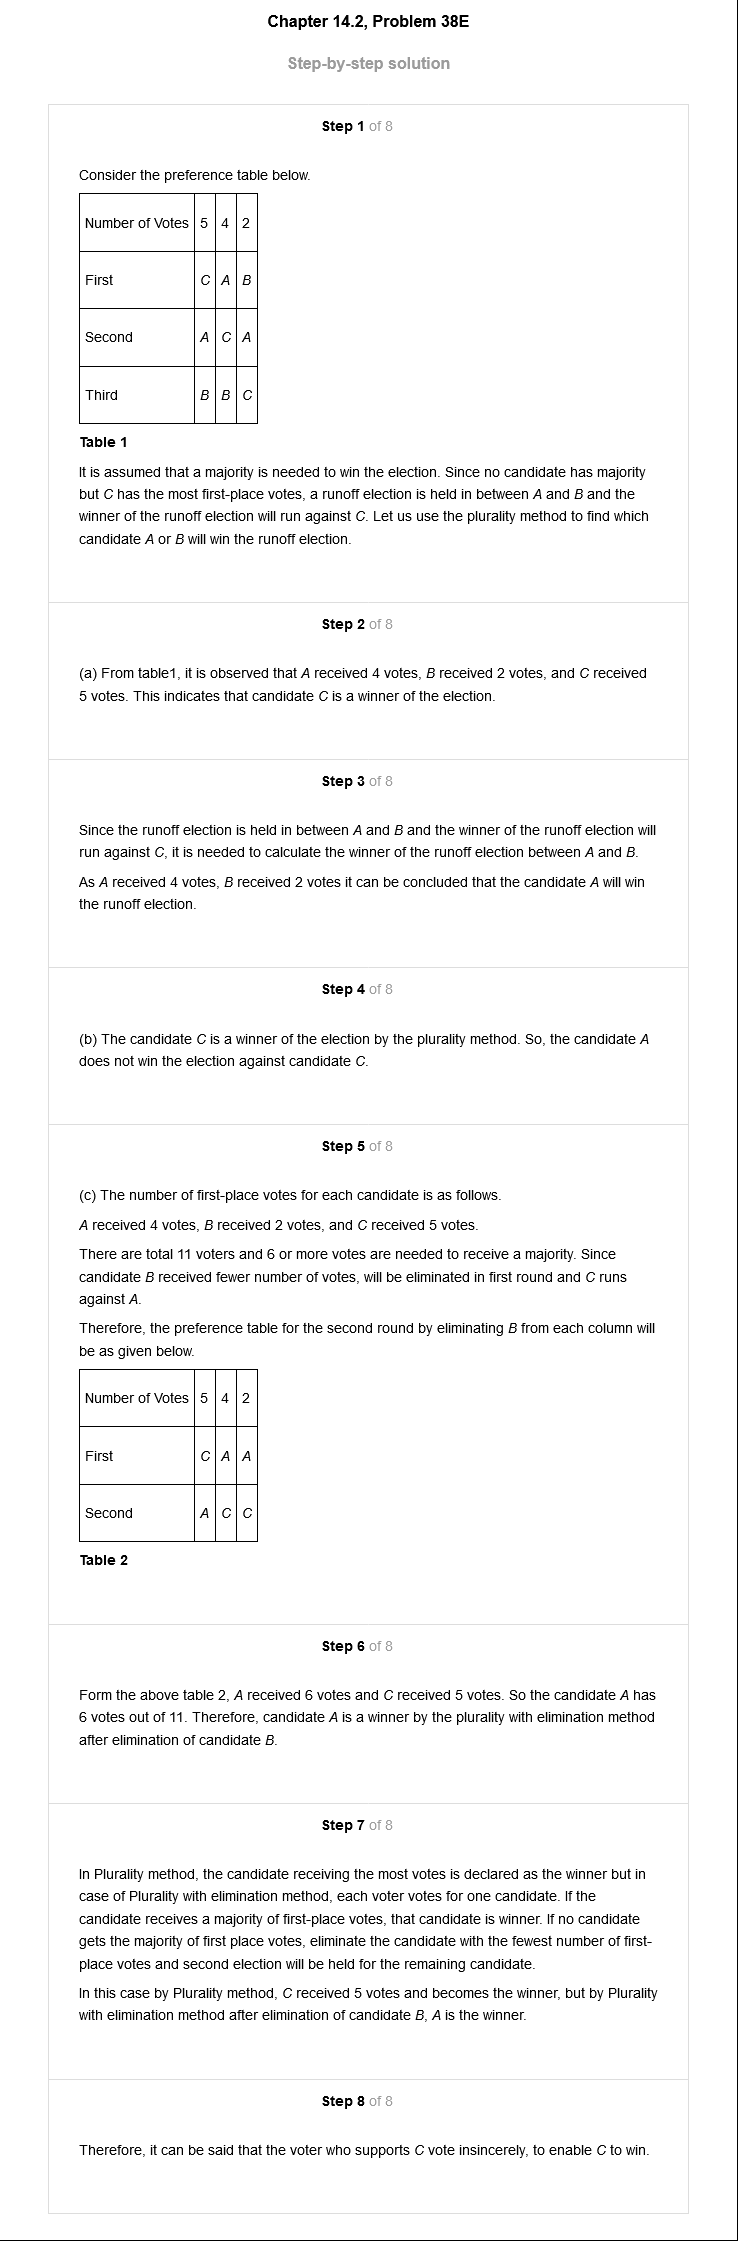 Chapter 14.2, Problem 38E
Step-by-step solution
Step 1 of 8
Consider the preference table below.
Number of Votes 5 4 2
First C A B
Second A C A
Third B B C
Table 1
It is assumed that a majority is needed to win the election. Since no candidate has majority
but C has the most first-place votes, a runoff election is held in between A and B and the
winner of the runoff election will run against C. Let us use the plurality method to find which
candidate A or B will win the runoff election.
Step 2 of 8
(a) From table1, it is observed that A received 4 votes, B received 2 votes, and C received
5 votes. This indicates that candidate C is a winner of the election.
Step 3 of 8
Since the runoff election is held in between A and B and the winner of the runoff election will
run against C, it is needed to calculate the winner of the runoff election between A and B.
As A received 4 votes, B received 2 votes it can be concluded that the candidate A will win
the runoff election.
Step 4 of 8
(b) The candidate C is a winner of the election by the plurality method. So, the candidate A
does not win the election against candidate C.
Step 5 of 8
(c) The number of first-place votes for each candidate is as follows.
A received 4 votes, B received 2 votes, and C received 5 votes.
There are total 11 voters and 6 or more votes are needed to receive a majority. Since
candidate B received fewer number of votes, will be eliminated in first round and C runs
against A.
Therefore, the preference table for the second round by eliminating B from each column will
be as given below.
Number of Votes 5 4 2
First C A A
Second A C C
Table 2
Step 6 of 8
Form the above table 2, A received 6 votes and C received 5 votes. So the candidate A has
6 votes out of 11. Therefore, candidate A is a winner by the plurality with elimination method
after elimination of candidate B.
Step 7 of 8
In Plurality method, the candidate receiving the most votes is declared as the winner but in
case of Plurality with elimination method, each voter votes for one candidate. If the
candidate receives a majority of first-place votes, that candidate is winner. If no candidate
gets the majority of first place votes, eliminate the candidate with the fewest number of first-
place votes and second election will be held for the remaining candidate.
In this case by Plurality method, C received 5 votes and becomes the winner, but by Plurality
with elimination method after elimination of candidate B, A is the winner.
Step 8 of 8
Therefore, it can be said that the voter who supports C vote insincerely, to enable C to win.